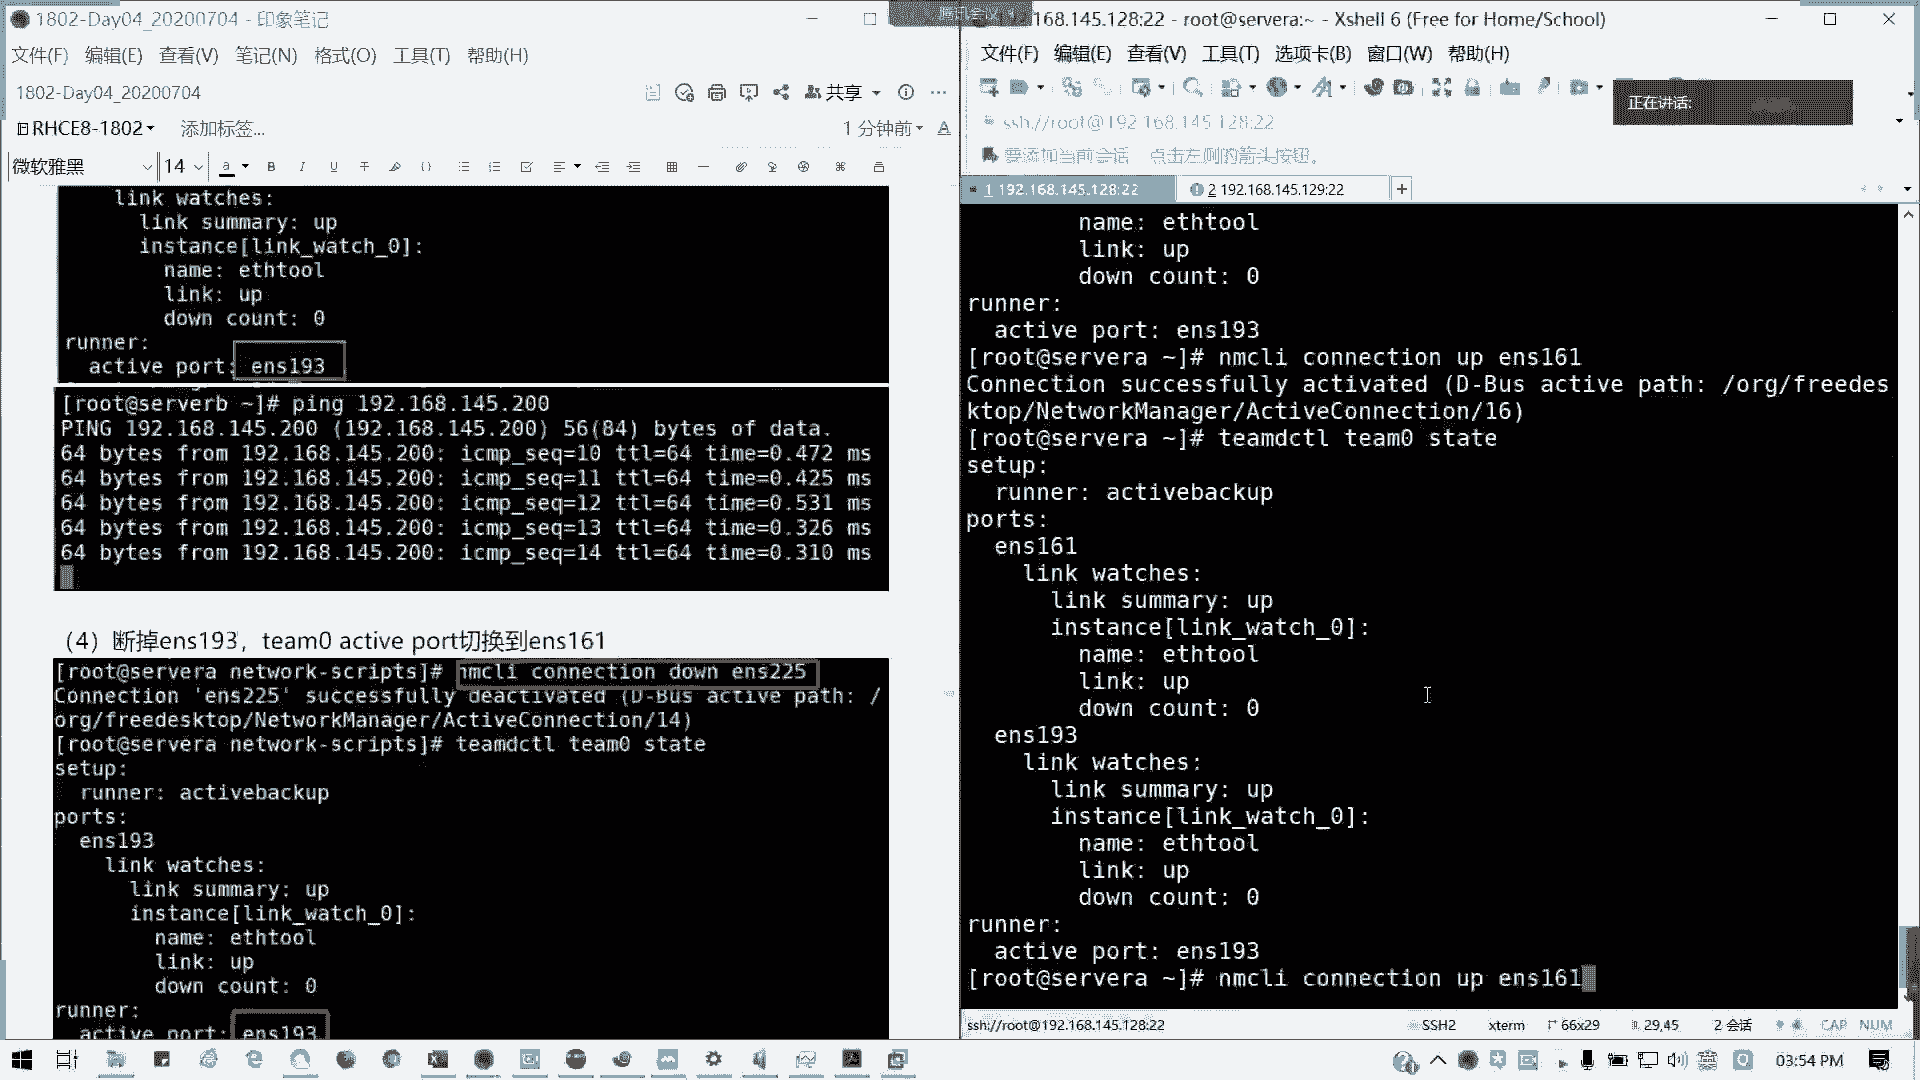 1802-Day04_20200704 - 印象笔记
文件(F) 编辑(E) 查看(V) 笔记(N) 格式(O) 工具(T) 帮助(H)
1802-Day04_20200704
共享
RHCE8-1802
添加标签...
1 分钟前
微软雅黑
14
link watches:
link summary: up
instance[link_watch_0]:
name: ethtool
link: up
down count: 0
runner:
active port: ens193
[root@serverb ~]# ping 192.168.145.200
PING 192.168.145.200 (192.168.145.200) 56(84) bytes of data.
64 bytes from 192.168.145.200: icmp_seq=10 ttl=64 time=0.472 ms
64 bytes from 192.168.145.200: icmp_seq=11 ttl=64 time=0.425 ms
64 bytes from 192.168.145.200: icmp_seq=12 ttl=64 time=0.531 ms
64 bytes from 192.168.145.200: icmp_seq=13 ttl=64 time=0.326 ms
64 bytes from 192.168.145.200: icmp_seq=14 ttl=64 time=0.310 ms
（4）断掉ens193，team0 active port切换到ens161
[root@servera network-scripts]# nmcli connection down ens225
Connection 'ens225' successfully deactivated (D-Bus active path: /
org/freedesktop/NetworkManager/ActiveConnection/14)
[root@servera network-scripts]# teamdctl team0 state
setup:
runner: activebackup
ports:
ens193
link watches:
link summary: up
instance[link_watch_0]:
name: ethtool
link: up
down count: 0
runner:
active port: ens193
腾讯会议
168.145.128:22 - root@servera:~ - Xshell 6 (Free for Home/School)
文件(F) 编辑(E) 查看(V) 工具(T) 选项卡(B) 窗口(W) 帮助(H)
正在讲话:
ssh://root@192.168.145.128:22
要添加当前会话，点击左侧的箭头按钮。
1 192.168.145.128:22
2 192.168.145.129:22
name: ethtool
link: up
down count: 0
runner:
active port: ens193
[root@servera ~]# nmcli connection up ens161
Connection successfully activated (D-Bus active path: /org/freedes
ktop/NetworkManager/ActiveConnection/16)
[root@servera ~]# teamdctl team0 state
setup:
runner: activebackup
ports:
ens161
link watches:
link summary: up
instance[link_watch_0]:
name: ethtool
link: up
down count: 0
ens193
link watches:
link summary: up
instance[link_watch_0]:
name: ethtool
link: up
down count: 0
runner:
active port: ens193
[root@servera ~]# nmcli connection up ens161
ssh://root@192.168.145.128:22
SSH2
xterm
66x29
29,45
2 会话
CAP
NUM
03:54 PM